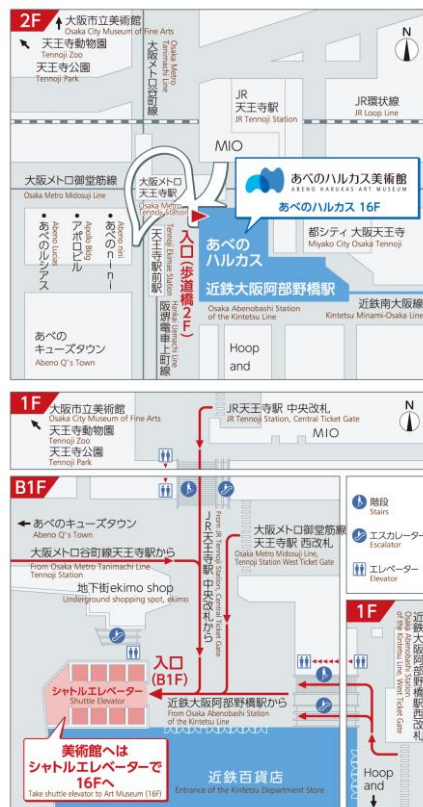 2F
大阪市立美術館
Osaka City Museum of Fine Arts
天王寺動物園
Tennoji Zoo
天王寺公園
Tennoji Park
大阪メトロ谷町線
Osaka Metro
Tanimachi Line
N
JR
天王寺駅
JR Tennoji Station
JR環状線
JR Loop Line
MIO
大阪メトロ御堂筋線
Osaka Metro Midosuji Line
大阪メトロ
天王寺駅
Osaka Metro
Tennoji Station
あべのハルカス美術館
ABENO HARUKAS ART MUSEUM
あべのハルカス 16F
あべのルシアス
Abeno Lucias
アポロビル
Apollo Bldg
あべのnini
Abeno nini
天王寺駅前駅
Tennoji Ekimae Station
阪堺電車上町線
Hankai Uemachi Line
入口(歩道橋2F)
あべの
ハルカス
都シティ 大阪天王寺
Miyako City Osaka Tennoji
近鉄大阪阿部野橋駅
Osaka Abenobashi Station
of the Kintetsu Line
近鉄南大阪線
Kintetsu Minami-Osaka Line
あべの
キューズタウン
Abeno Q's Town
Hoop
and
1F
大阪市立美術館
Osaka City Museum of Fine Arts
天王寺動物園
Tennoji Zoo
天王寺公園
Tennoji Park
JR天王寺駅 中央改札
JR Tennoji Station, Central Ticket Gate
MIO
N
B1F
あべのキューズタウン
Abeno Q's Town
大阪メトロ谷町線天王寺駅から
From Osaka Metro Tanimachi Line
Tennoji Station
地下街ekimo shop
Underground shopping spot, ekimo
From JR Tennoji Station, Central Ticket Gate
JR天王寺駅 中央改札から
大阪メトロ御堂筋線
天王寺駅 西改札
Osaka Metro Midosuji Line,
Tennoji Station West Ticket Gate
階段
Stairs
エスカレーター
Escalator
エレベーター
Elevator
1F
近鉄大阪阿部野橋駅西改札
Osaka Abenobashi Station
of the Kintetsu Line, West Ticket Gate
入口
(B1F)
シャトルエレベーター
Shuttle Elevator
近鉄大阪阿部野橋駅から
From Osaka Abenobashi Station
of the Kintetsu Line
美術館へは
シャトルエレベーターで
16Fへ
Take shuttle elevator to Art Museum (16F)
近鉄百貨店
Entrance of the Kintetsu Department Store
Hoop
and